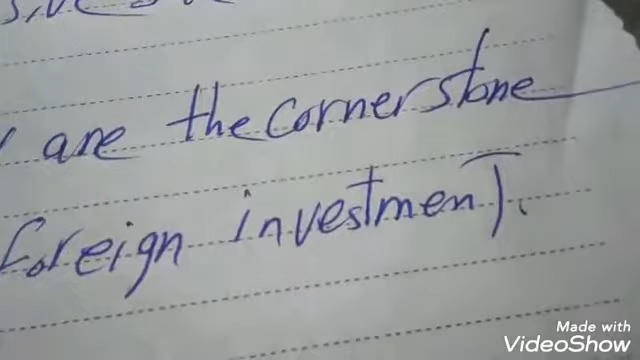 are the cornerstone
foreign investment.
Made with
VideoShow